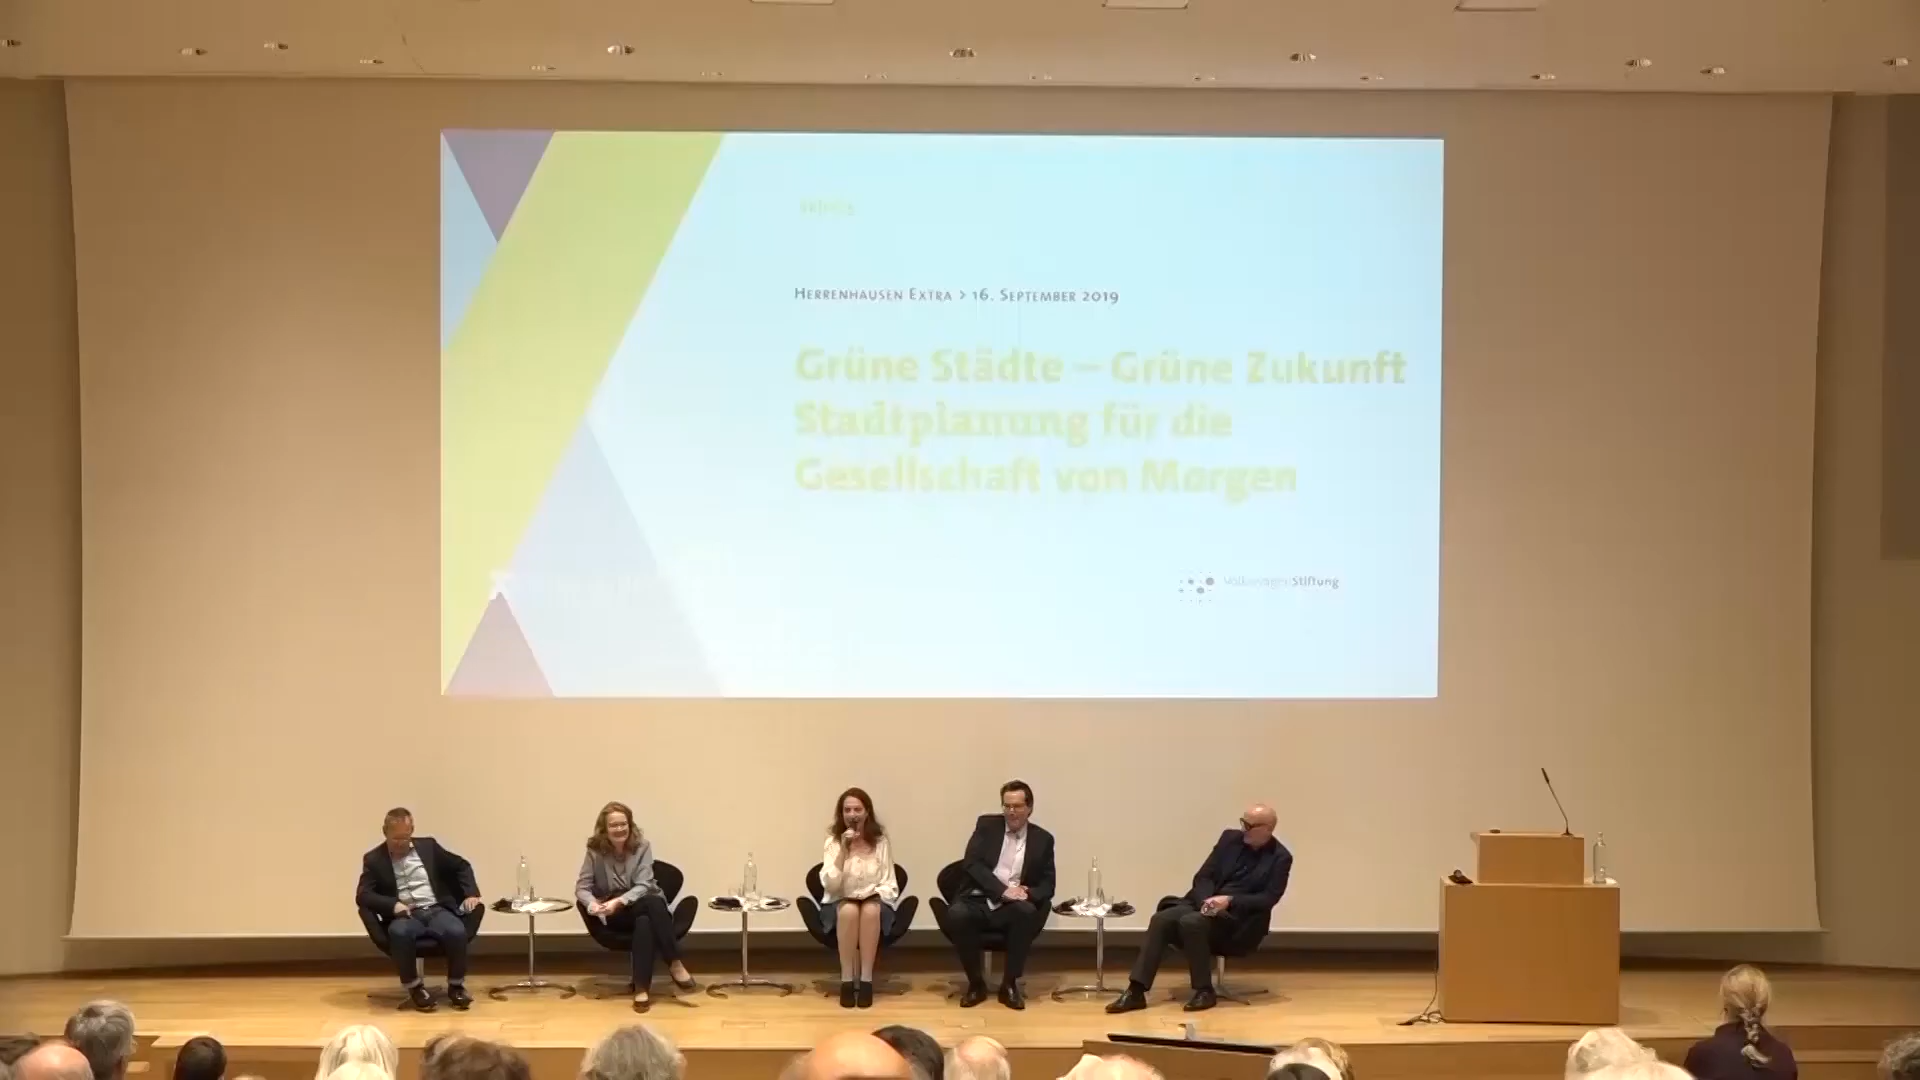 Herrenhausen Extra > 16. September 2019
Grüne Städte – Grüne Zukunft
Stadtplanung für die
Gesellschaft von Morgen
VolkswagenStiftung